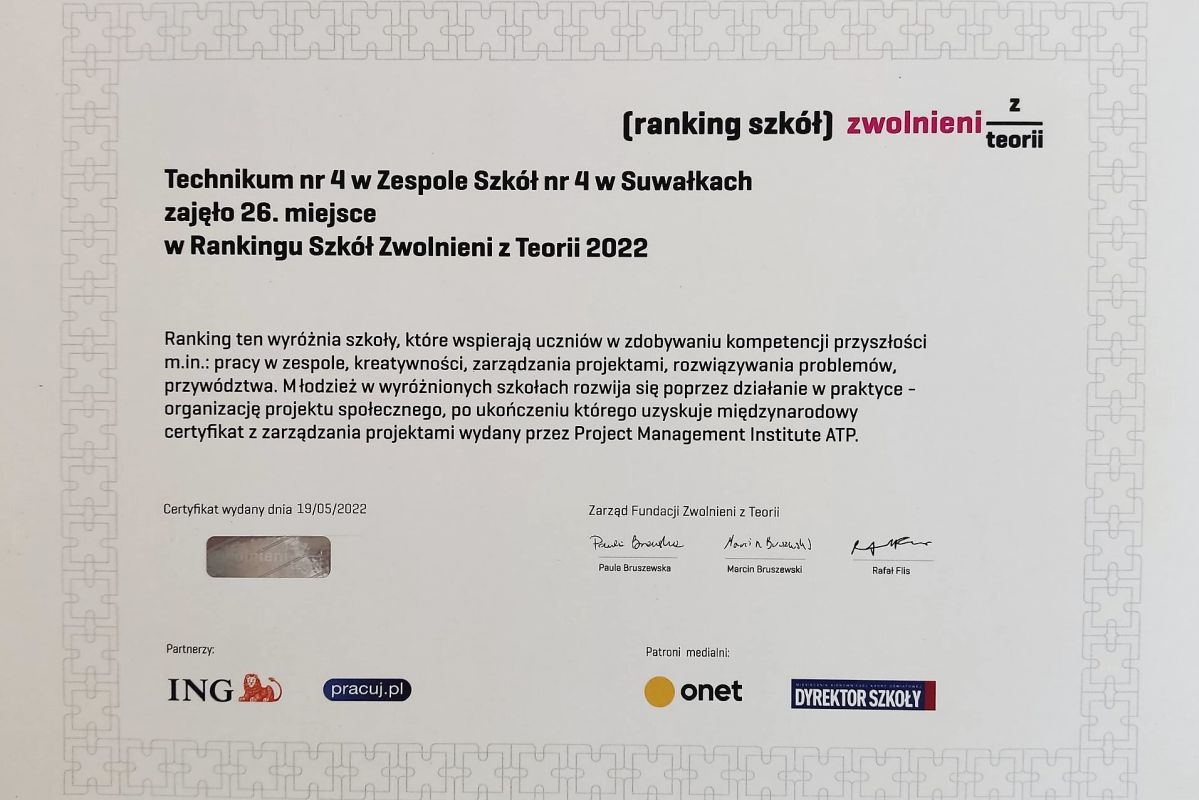 (ranking szkół) zwolnieni z teorii
Technikum nr 4 w Zespole Szkół nr 4 w Suwałkach
zajęło 26. miejsce
w Rankingu Szkół Zwolnieni z Teorii 2022
Ranking ten wyróżnia szkoły, które wspierają uczniów w zdobywaniu kompetencji przyszłości
m.in.: pracy w zespole, kreatywności, zarządzania projektami, rozwiązywania problemów,
przywództwa. Młodzież w wyróżnionych szkołach rozwija się poprzez działanie w praktyce –
organizację projektu społecznego, po ukończeniu którego uzyskuje międzynarodowy
certyfikat z zarządzania projektami wydany przez Project Management Institute ATP.
Certyfikat wydany dnia 19/05/2022
Zarząd Fundacji Zwolnieni z Teorii
Paula Bruszewska
Marcin Bruszewski
Rafał Flis
Partnerzy:
ING
pracuj.pl
Patroni medialni:
onet
DYREKTOR SZKOŁY